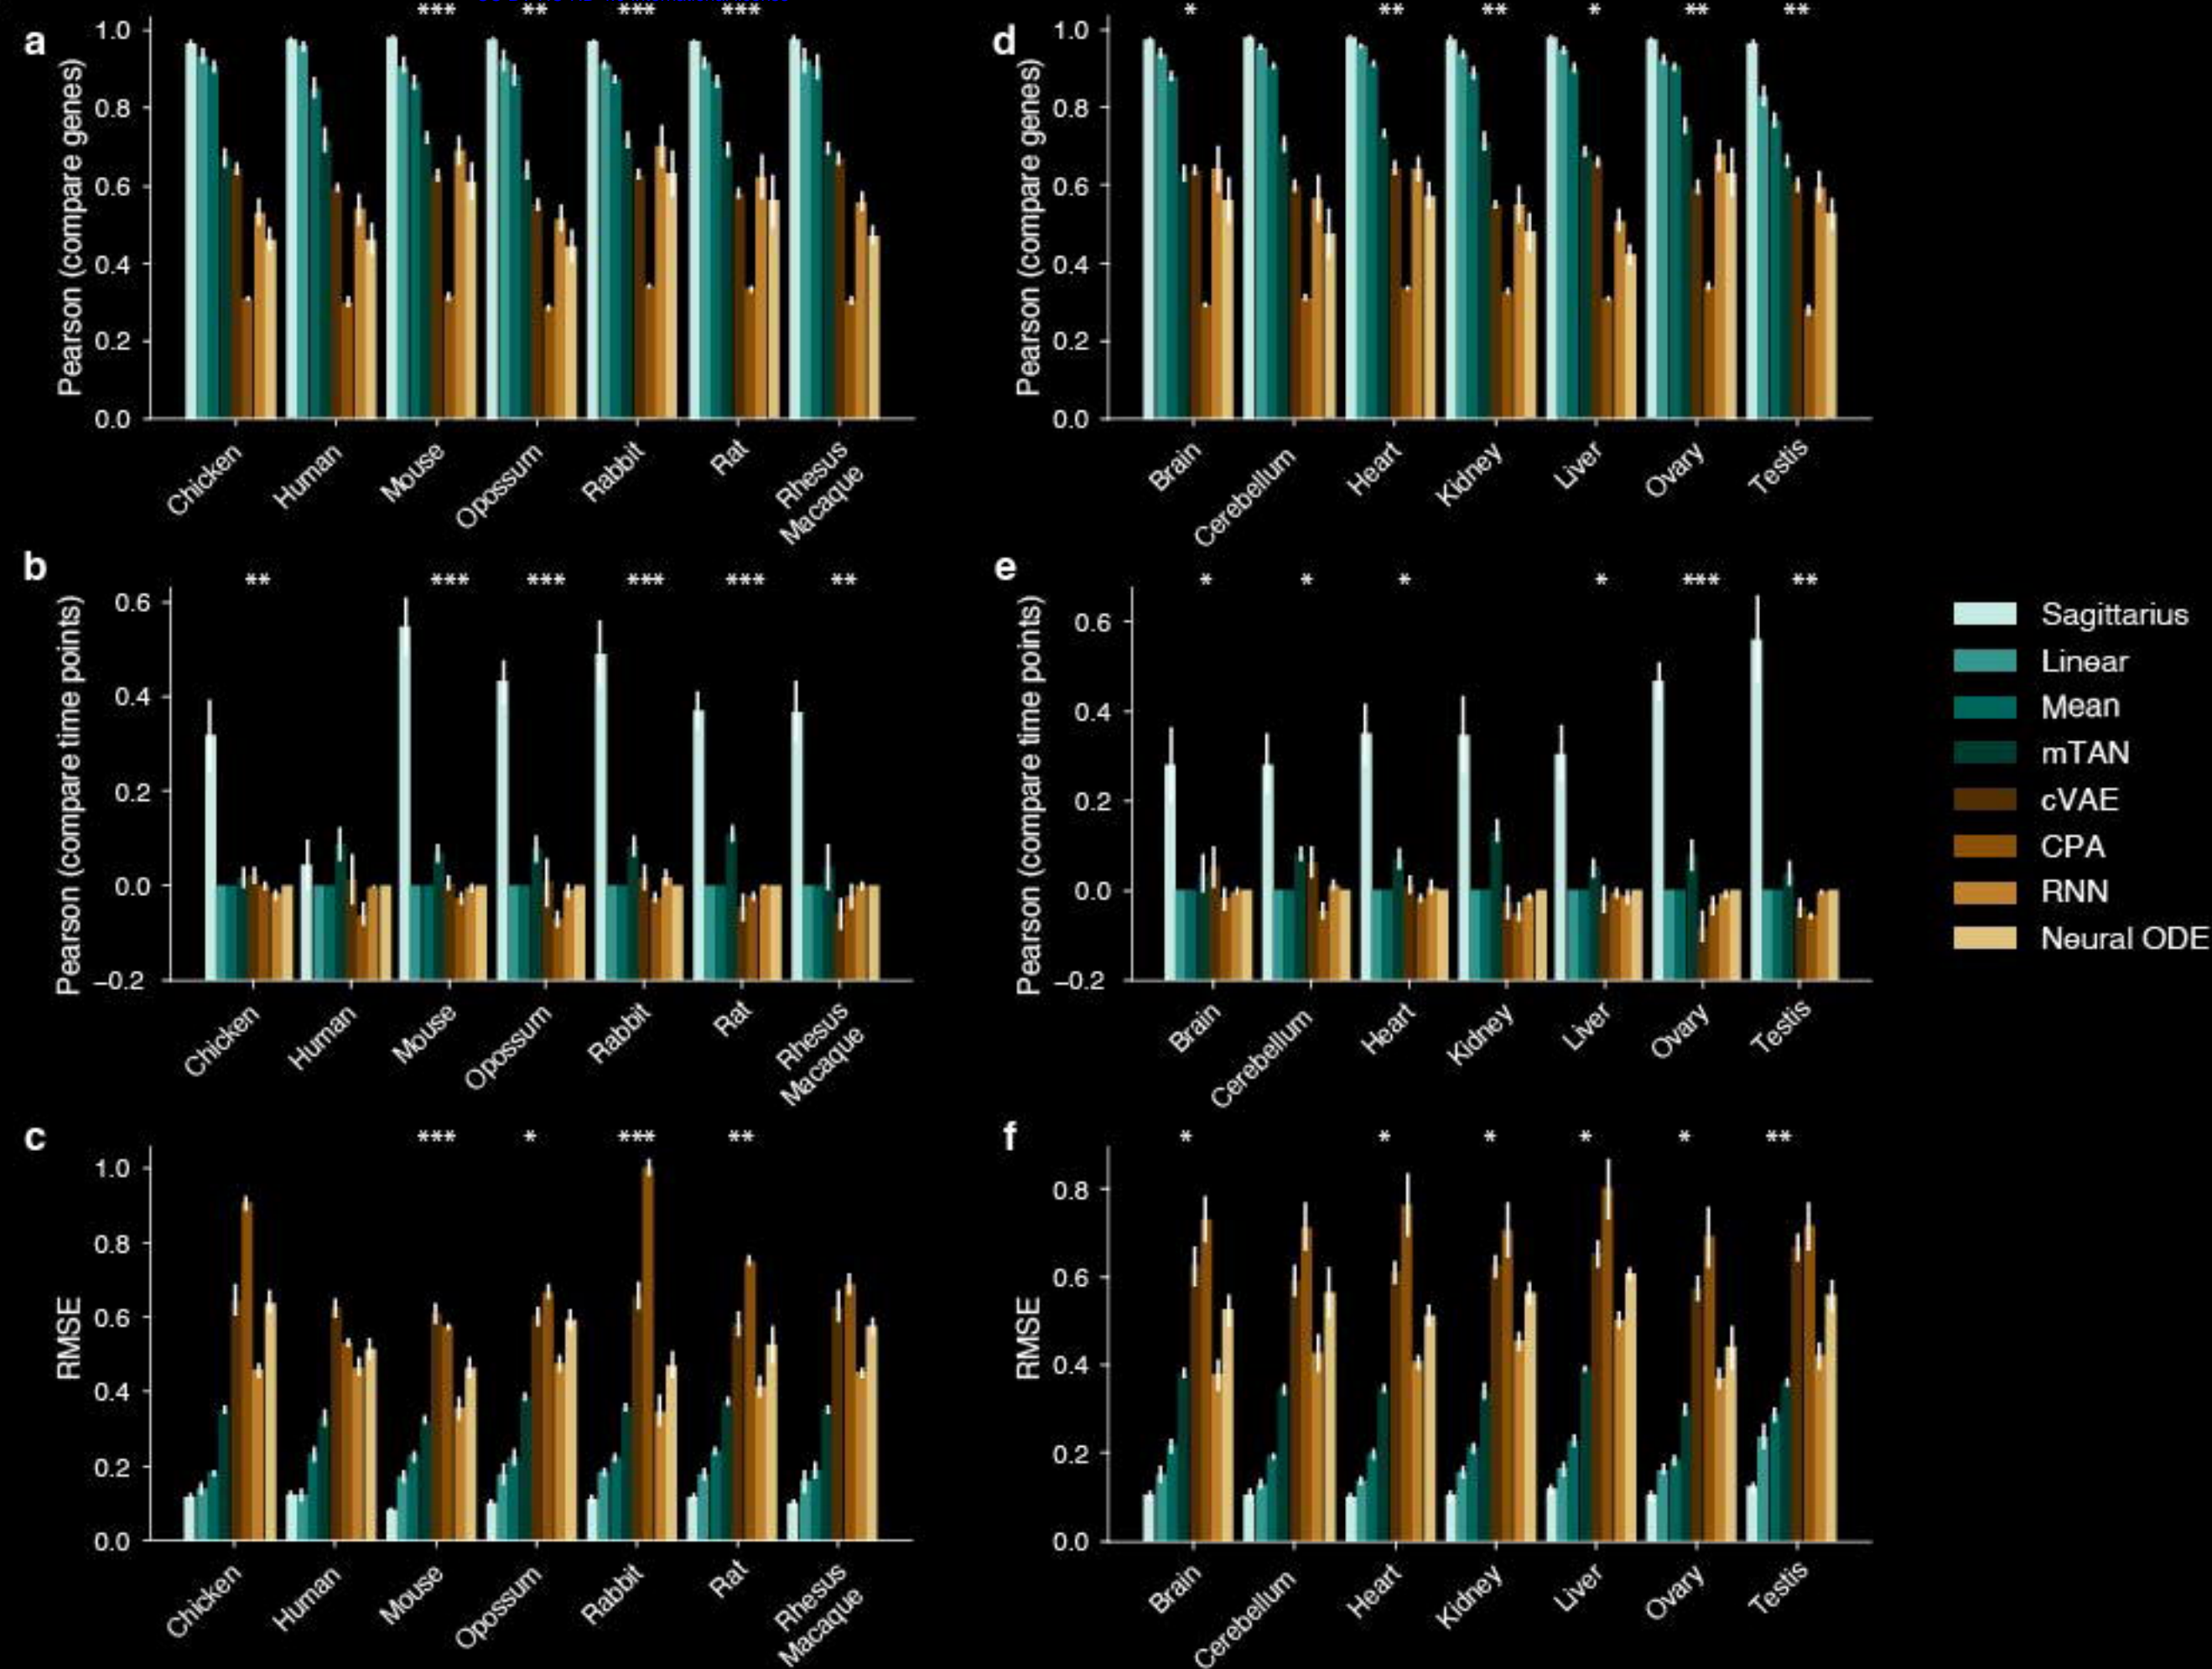 a
*** ** *** ***
Pearson (compare genes)
1.0
0.8
0.6
0.4
0.2
0.0
Chicken
Human
Mouse
Opossum
Rabbit
Rat
Rhesus
Macaque
d
* ** ** * ** **
Pearson (compare genes)
1.0
0.8
0.6
0.4
0.2
0.0
Brain
Cerebellum
Heart
Kidney
Liver
Ovary
Testis
b
** *** *** *** *** **
Pearson (compare time points)
0.6
0.4
0.2
0.0
−0.2
Chicken
Human
Mouse
Opossum
Rabbit
Rat
Rhesus
Macaque
e
* * * * *** **
Pearson (compare time points)
0.6
0.4
0.2
0.0
−0.2
Brain
Cerebellum
Heart
Kidney
Liver
Ovary
Testis
Sagittarius
Linear
Mean
mTAN
cVAE
CPA
RNN
Neural ODE
c
*** * *** **
RMSE
1.0
0.8
0.6
0.4
0.2
0.0
Chicken
Human
Mouse
Opossum
Rabbit
Rat
Rhesus
Macaque
f
* * * * * **
RMSE
0.8
0.6
0.4
0.2
0.0
Brain
Cerebellum
Heart
Kidney
Liver
Ovary
Testis